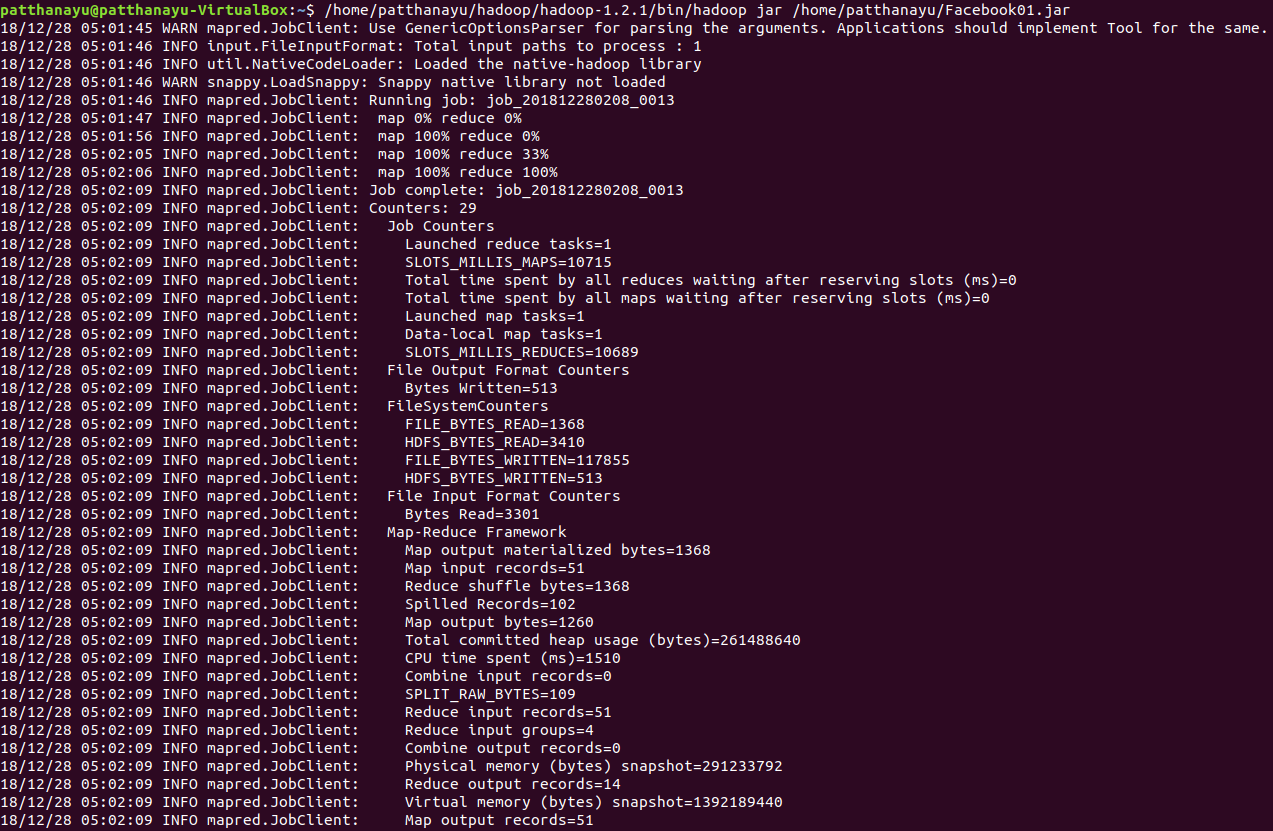 patthanayu@patthanayu-VirtualBox:~$ /home/patthanayu/hadoop/hadoop-1.2.1/bin/hadoop jar /home/patthanayu/Facebook01.jar
18/12/28 05:01:45 WARN mapred.JobClient: Use GenericOptionsParser for parsing the arguments. Applications should implement Tool for the same.
18/12/28 05:01:46 INFO input.FileInputFormat: Total input paths to process : 1
18/12/28 05:01:46 INFO util.NativeCodeLoader: Loaded the native-hadoop library
18/12/28 05:01:46 WARN snappy.LoadSnappy: Snappy native library not loaded
18/12/28 05:01:46 INFO mapred.JobClient: Running job: job_201812280208_0013
18/12/28 05:01:47 INFO mapred.JobClient:  map 0% reduce 0%
18/12/28 05:01:56 INFO mapred.JobClient:  map 100% reduce 0%
18/12/28 05:02:05 INFO mapred.JobClient:  map 100% reduce 33%
18/12/28 05:02:06 INFO mapred.JobClient:  map 100% reduce 100%
18/12/28 05:02:09 INFO mapred.JobClient: Job complete: job_201812280208_0013
18/12/28 05:02:09 INFO mapred.JobClient: Counters: 29
18/12/28 05:02:09 INFO mapred.JobClient:   Job Counters
18/12/28 05:02:09 INFO mapred.JobClient:     Launched reduce tasks=1
18/12/28 05:02:09 INFO mapred.JobClient:     SLOTS_MILLIS_MAPS=10715
18/12/28 05:02:09 INFO mapred.JobClient:     Total time spent by all reduces waiting after reserving slots (ms)=0
18/12/28 05:02:09 INFO mapred.JobClient:     Total time spent by all maps waiting after reserving slots (ms)=0
18/12/28 05:02:09 INFO mapred.JobClient:     Launched map tasks=1
18/12/28 05:02:09 INFO mapred.JobClient:     Data-local map tasks=1
18/12/28 05:02:09 INFO mapred.JobClient:     SLOTS_MILLIS_REDUCES=10689
18/12/28 05:02:09 INFO mapred.JobClient:   File Output Format Counters
18/12/28 05:02:09 INFO mapred.JobClient:     Bytes Written=513
18/12/28 05:02:09 INFO mapred.JobClient:   FileSystemCounters
18/12/28 05:02:09 INFO mapred.JobClient:     FILE_BYTES_READ=1368
18/12/28 05:02:09 INFO mapred.JobClient:     HDFS_BYTES_READ=3410
18/12/28 05:02:09 INFO mapred.JobClient:     FILE_BYTES_WRITTEN=117855
18/12/28 05:02:09 INFO mapred.JobClient:     HDFS_BYTES_WRITTEN=513
18/12/28 05:02:09 INFO mapred.JobClient:   File Input Format Counters
18/12/28 05:02:09 INFO mapred.JobClient:     Bytes Read=3301
18/12/28 05:02:09 INFO mapred.JobClient:   Map-Reduce Framework
18/12/28 05:02:09 INFO mapred.JobClient:     Map output materialized bytes=1368
18/12/28 05:02:09 INFO mapred.JobClient:     Map input records=51
18/12/28 05:02:09 INFO mapred.JobClient:     Reduce shuffle bytes=1368
18/12/28 05:02:09 INFO mapred.JobClient:     Spilled Records=102
18/12/28 05:02:09 INFO mapred.JobClient:     Map output bytes=1260
18/12/28 05:02:09 INFO mapred.JobClient:     Total committed heap usage (bytes)=261488640
18/12/28 05:02:09 INFO mapred.JobClient:     CPU time spent (ms)=1510
18/12/28 05:02:09 INFO mapred.JobClient:     Combine input records=0
18/12/28 05:02:09 INFO mapred.JobClient:     SPLIT_RAW_BYTES=109
18/12/28 05:02:09 INFO mapred.JobClient:     Reduce input records=51
18/12/28 05:02:09 INFO mapred.JobClient:     Reduce input groups=4
18/12/28 05:02:09 INFO mapred.JobClient:     Combine output records=0
18/12/28 05:02:09 INFO mapred.JobClient:     Physical memory (bytes) snapshot=291233792
18/12/28 05:02:09 INFO mapred.JobClient:     Reduce output records=14
18/12/28 05:02:09 INFO mapred.JobClient:     Virtual memory (bytes) snapshot=1392189440
18/12/28 05:02:09 INFO mapred.JobClient:     Map output records=51